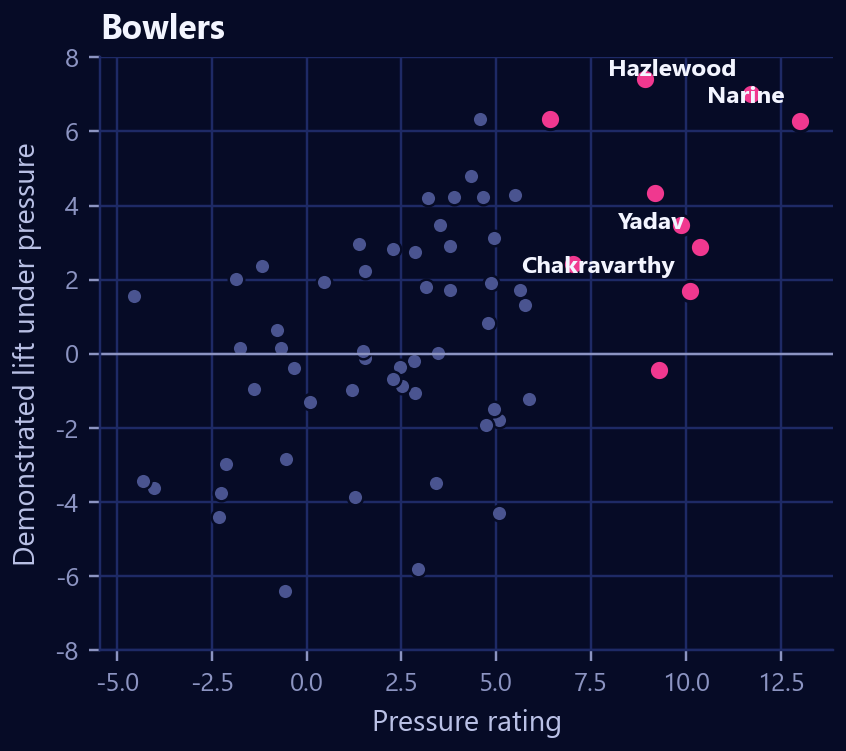 Bowlers
8
Hazlewood
Narine
6
4
Yadav
Chakravarthy
2
0
-2
-4
-6
-8
Demonstrated lift under pressure
-5.0 -2.5 0.0 2.5 5.0 7.5 10.0 12.5
Pressure rating